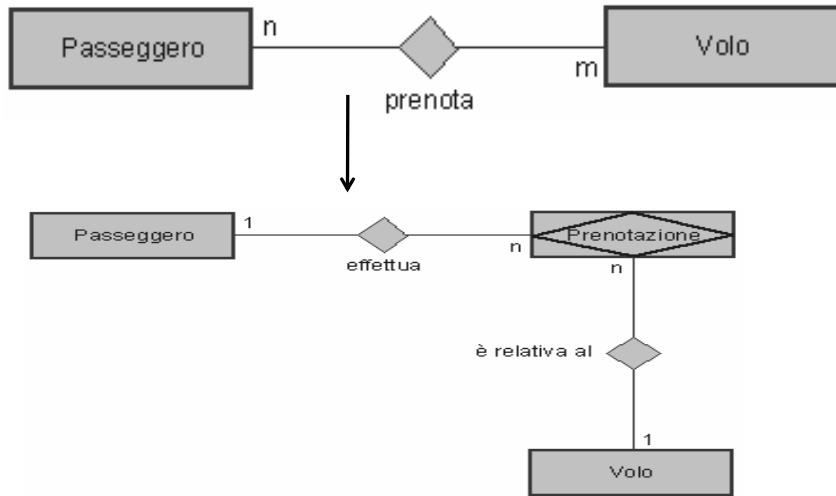 Passeggero n Volo
m
prenota
Passeggero 1 Prenotazione
effettua n
n
è relativa al
1
Volo